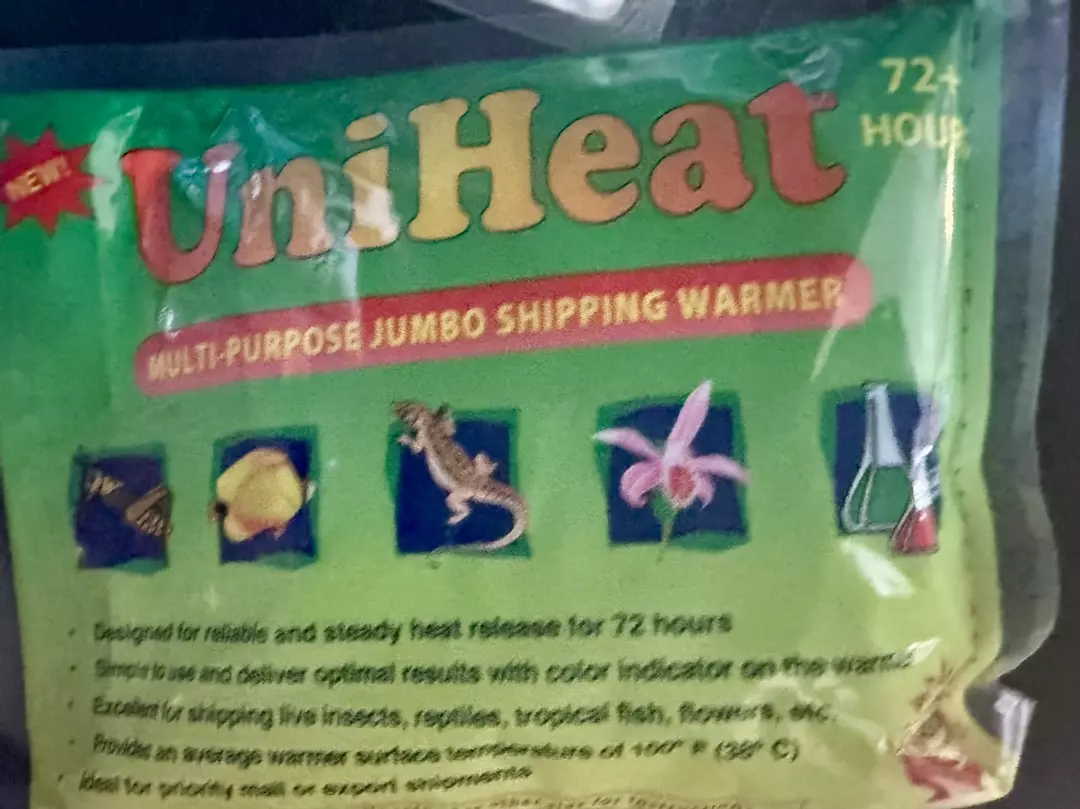 72+
HOUR
NEW!
UniHeat
MULTI-PURPOSE JUMBO SHIPPING WARMER
• Designed for reliable and steady heat release for 72 hours
• Simple to use and deliver optimal results with color indicator on the warmer
• Excellent for shipping live insects, reptiles, tropical fish, flowers, etc.
• Provides an average warmer surface temperature of 100° F (38° C)
• Ideal for priority mail or export shipments